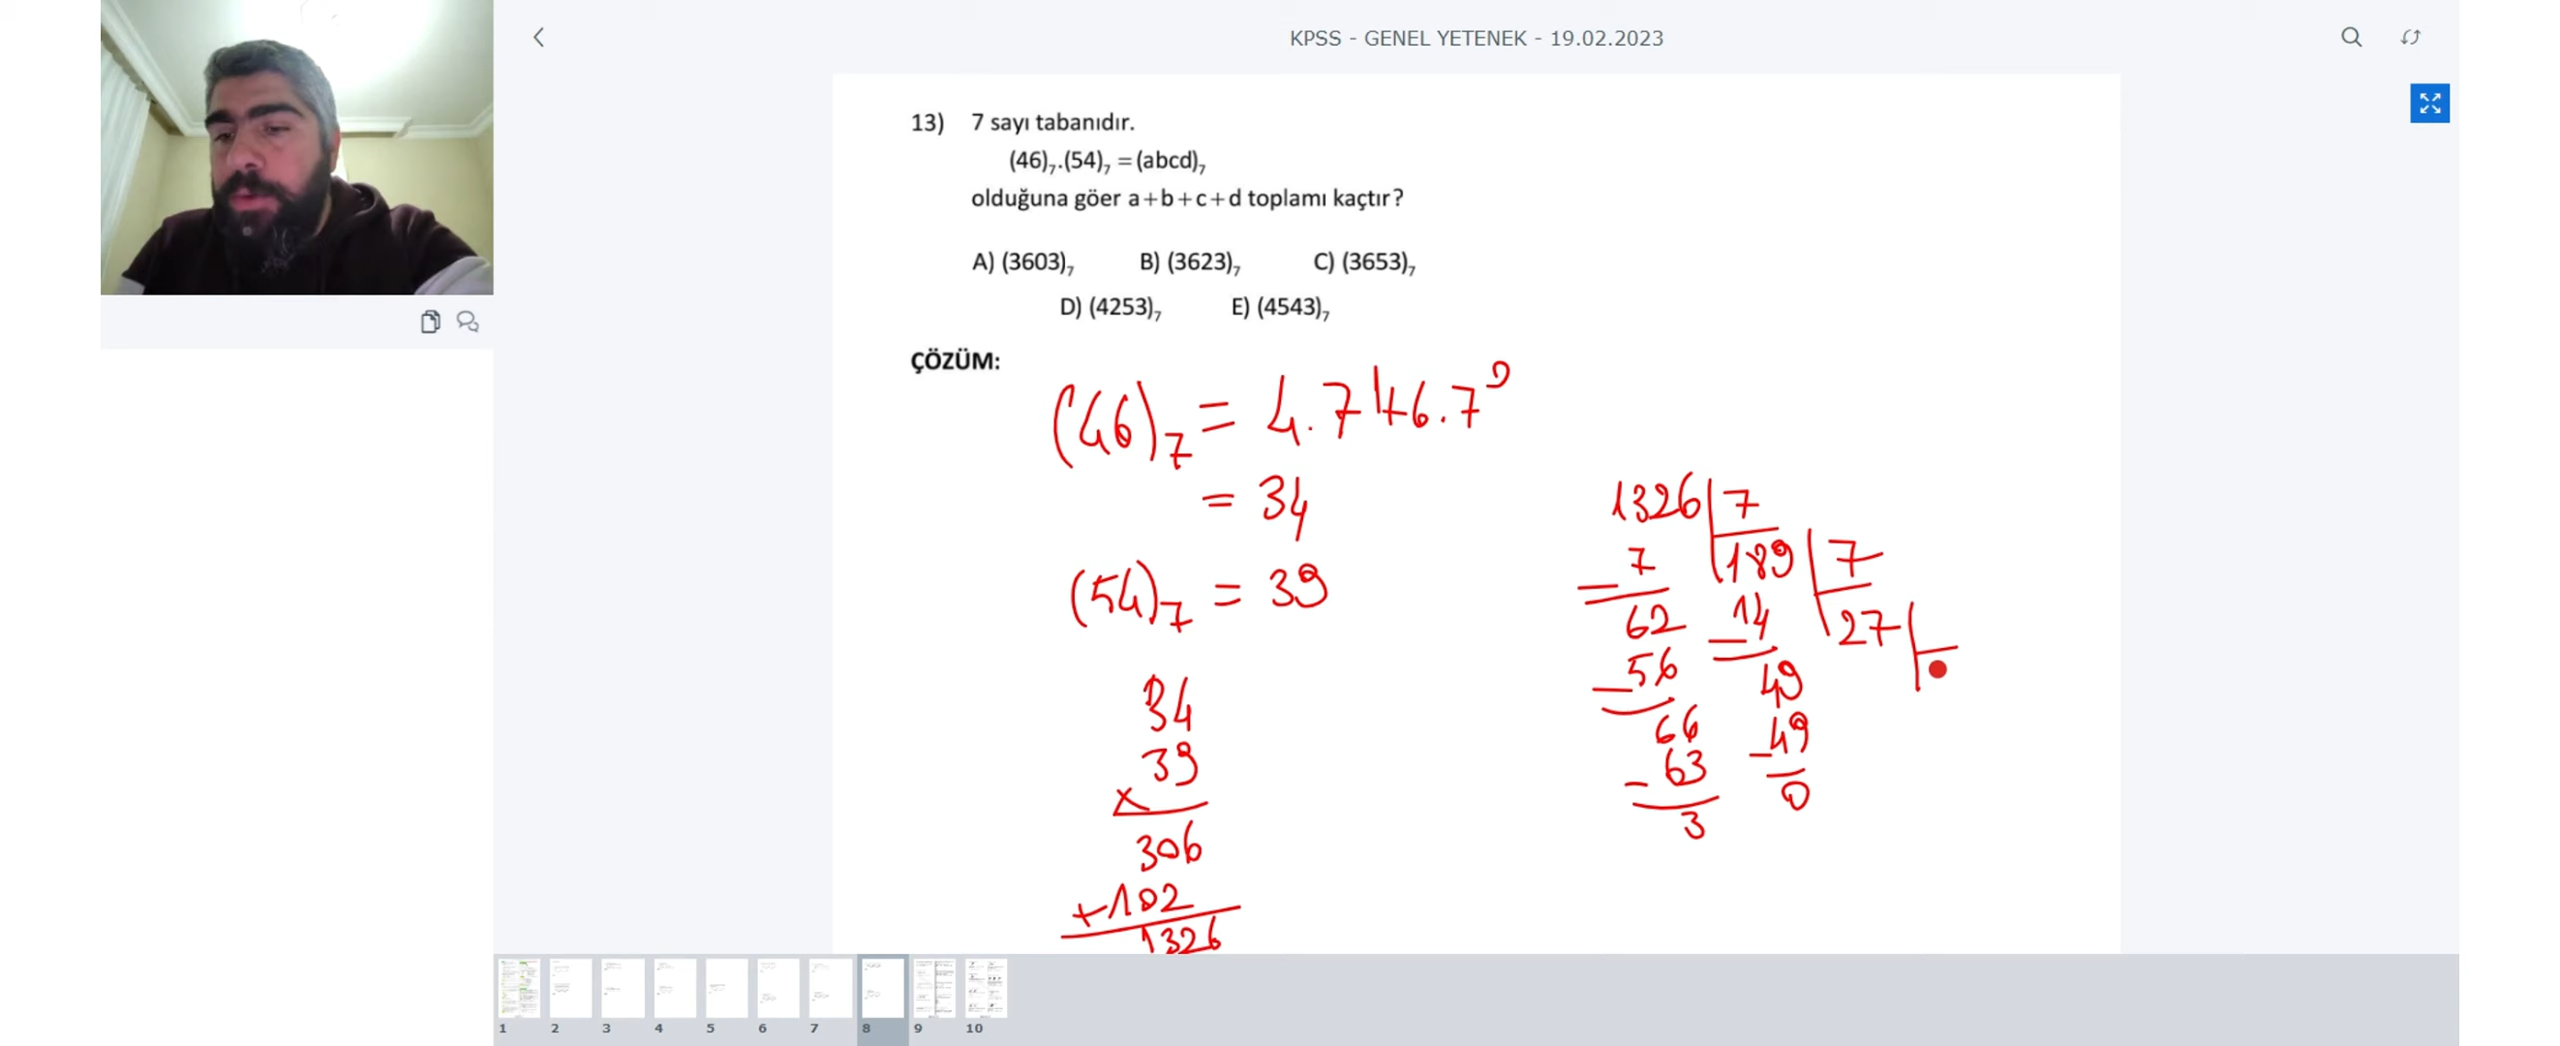 KPSS - GENEL YETENEK - 19.02.2023
13) 7 sayı tabanıdır.
(46)₇.(54)₇ = (abcd)₇
olduğuna göer a+b+c+d toplamı kaçtır?
A) (3603)₇ B) (3623)₇ C) (3653)₇
D) (4253)₇ E) (4543)₇
ÇÖZÜM:
(46)₇ = 4.7¹+6.7⁰
= 34
(54)₇ = 39
34
39
×
306
+102
1326
1326 7
- 7 189 7
62 - 14 27
- 56 49
66 - 49
- 63 0
3
1 2 3 4 5 6 7 8 9 10